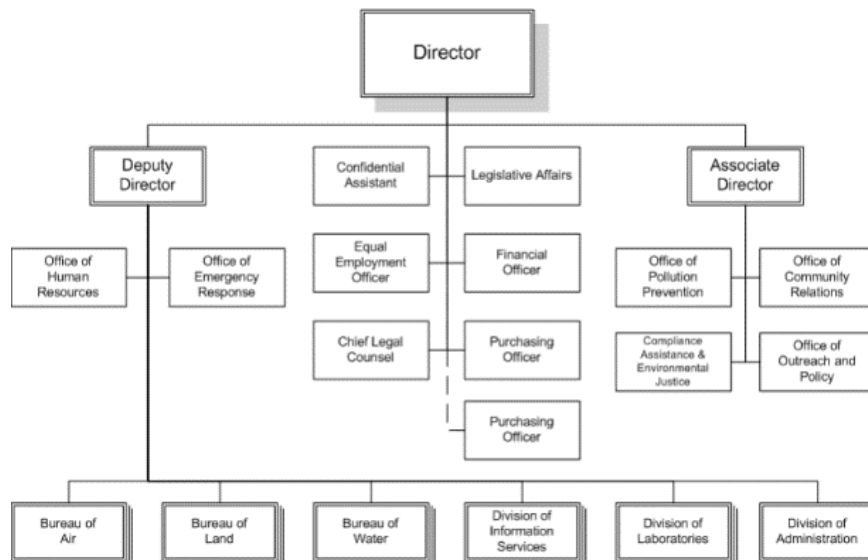 Director
Deputy
Director
Confidential
Assistant
Legislative Affairs
Associate
Director
Office of
Human
Resources
Office of
Emergency
Response
Equal
Employment
Officer
Financial
Officer
Office of
Pollution
Prevention
Office of
Community
Relations
Chief Legal
Counsel
Purchasing
Officer
Compliance
Assistance &
Environmental
Justice
Office of
Outreach and
Policy
Purchasing
Officer
Bureau of
Air
Bureau of
Land
Bureau of
Water
Division of
Information
Services
Division of
Laboratories
Division of
Administration